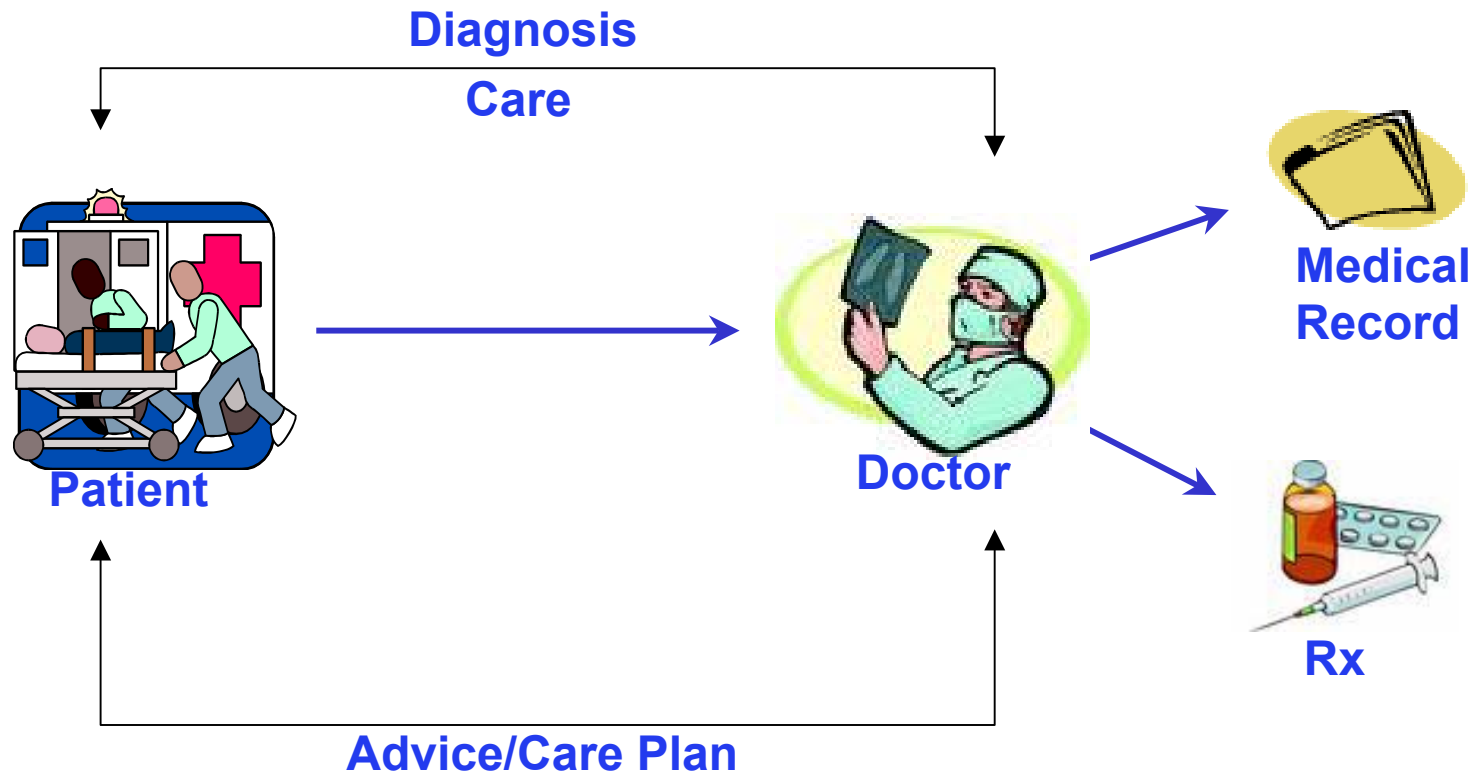 Diagnosis
Care
Medical
Record
Patient
Doctor
Rx
Advice/Care Plan